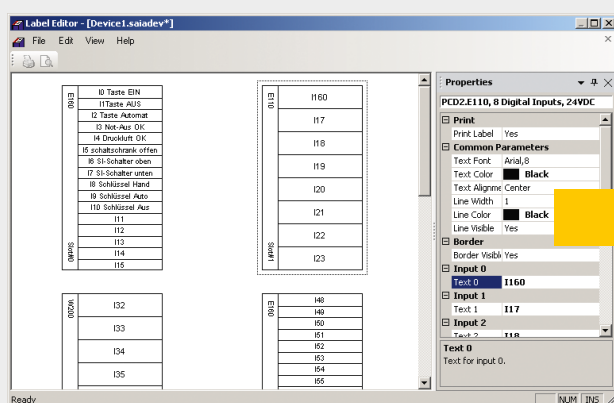 Label Editor - [Device1.saiadev*]
File Edit View Help
E160
I0 Taste EIN
I1Taste AUS
I2 Taste Automat
I3 Not-Aus OK
I4 Druckluft OK
I5 schaltschrank offen
I6 SI-Schalter oben
I7 SI-Schalter unten
I8 Schlüssel Hand
I9 Schlüssel Auto
I10 Schlüssel Aus
I11
I12
I13
I14
I15
Slot#0
E110
I160
I17
I18
I19
I20
I21
I22
I23
Slot#1
W200
I32
I33
I34
I35
E160
I48
I49
I50
I51
I52
I53
I54
I55
Properties
PCD2.E110, 8 Digital Inputs, 24VDC
Print
Print Label Yes
Common Parameters
Text Font Arial,8
Text Color Black
Text Alignme Center
Line Width 1
Line Color Black
Line Visible Yes
Border
Border Visibl Yes
Input 0
Text 0 I160
Input 1
Text 1 I17
Input 2
Text 2 I18
Text 0
Text for input 0.
Ready
NUM INS